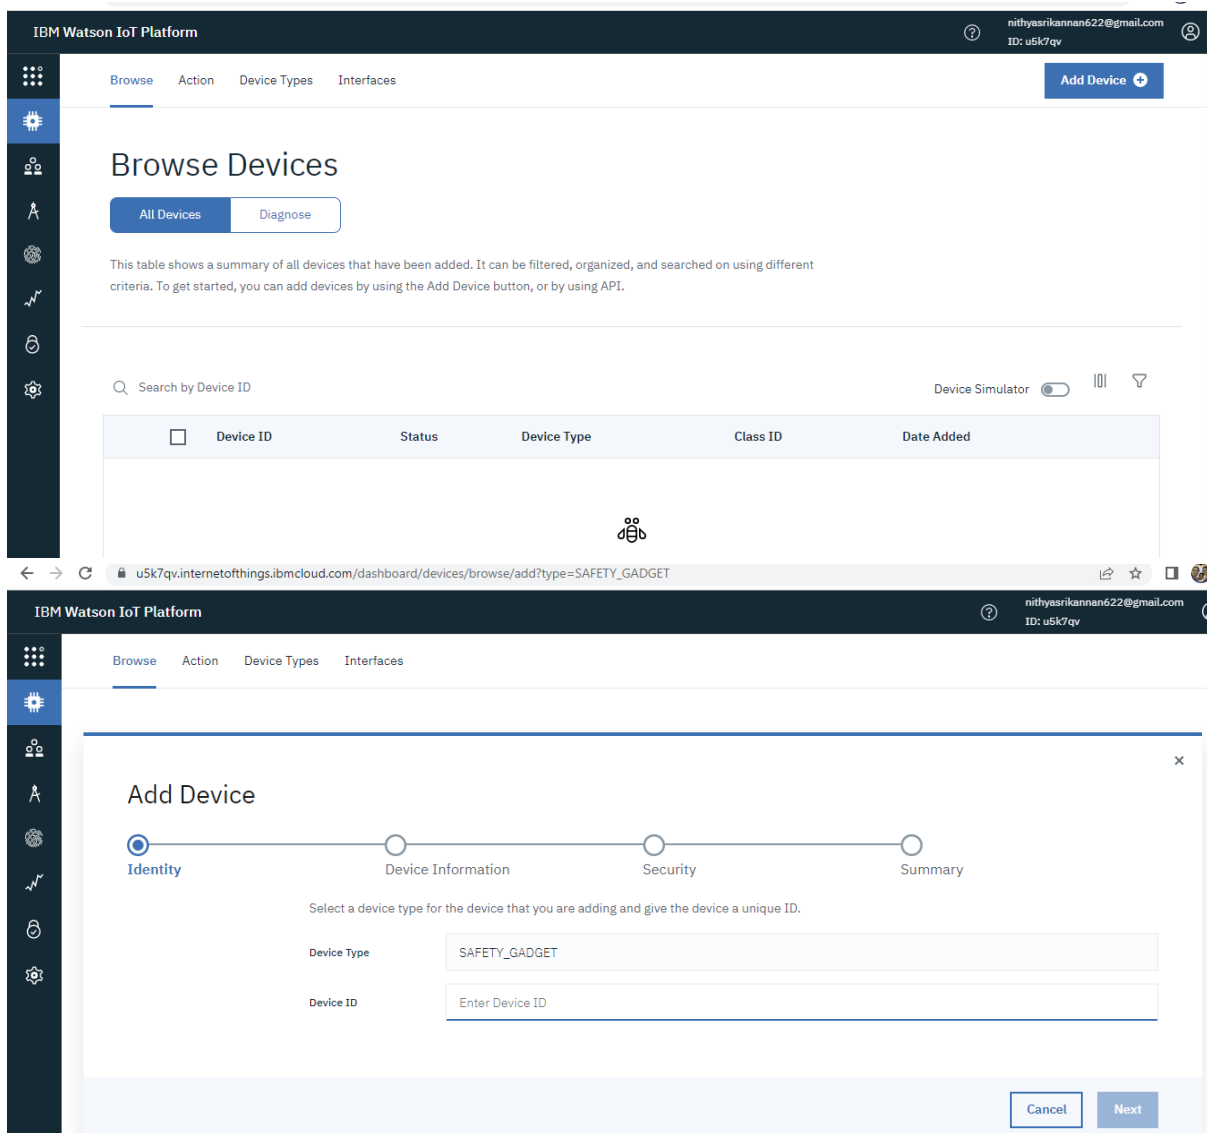 IBM Watson IoT Platform
nithyasrikannan622@gmail.com
ID: u5k7qv
Browse Action Device Types Interfaces
Add Device
Browse Devices
All Devices Diagnose
This table shows a summary of all devices that have been added. It can be filtered, organized, and searched on using different
criteria. To get started, you can add devices by using the Add Device button, or by using API.
Search by Device ID
Device Simulator
Device ID Status Device Type Class ID Date Added
u5k7qv.internetofthings.ibmcloud.com/dashboard/devices/browse/add?type=SAFETY_GADGET
IBM Watson IoT Platform
nithyasrikannan622@gmail.com
ID: u5k7qv
Browse Action Device Types Interfaces
Add Device
Identity Device Information Security Summary
Select a device type for the device that you are adding and give the device a unique ID.
Device Type SAFETY_GADGET
Device ID Enter Device ID
Cancel Next